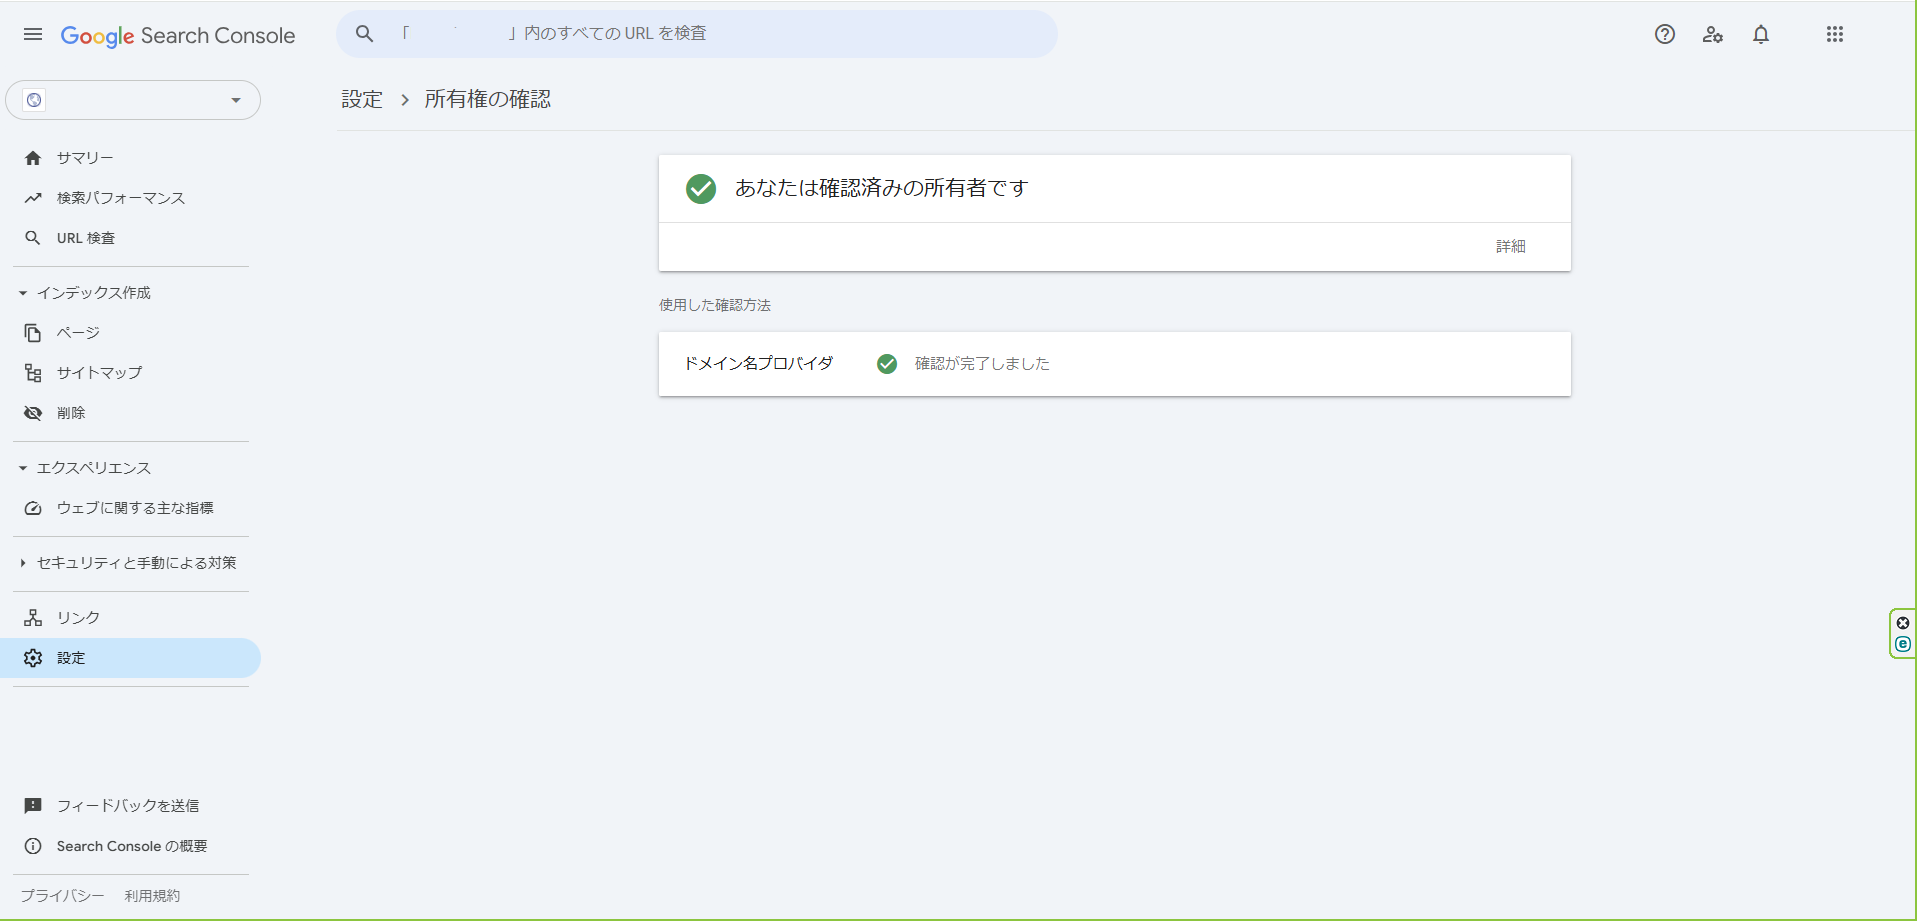 Google Search Console
「 」内のすべての URL を検査
設定 > 所有権の確認
サマリー
検索パフォーマンス
URL 検査
インデックス作成
ページ
サイトマップ
削除
エクスペリエンス
ウェブに関する主な指標
セキュリティと手動による対策
リンク
設定
フィードバックを送信
Search Console の概要
プライバシー 利用規約
あなたは確認済みの所有者です
詳細
使用した確認方法
ドメイン名プロバイダ 確認が完了しました